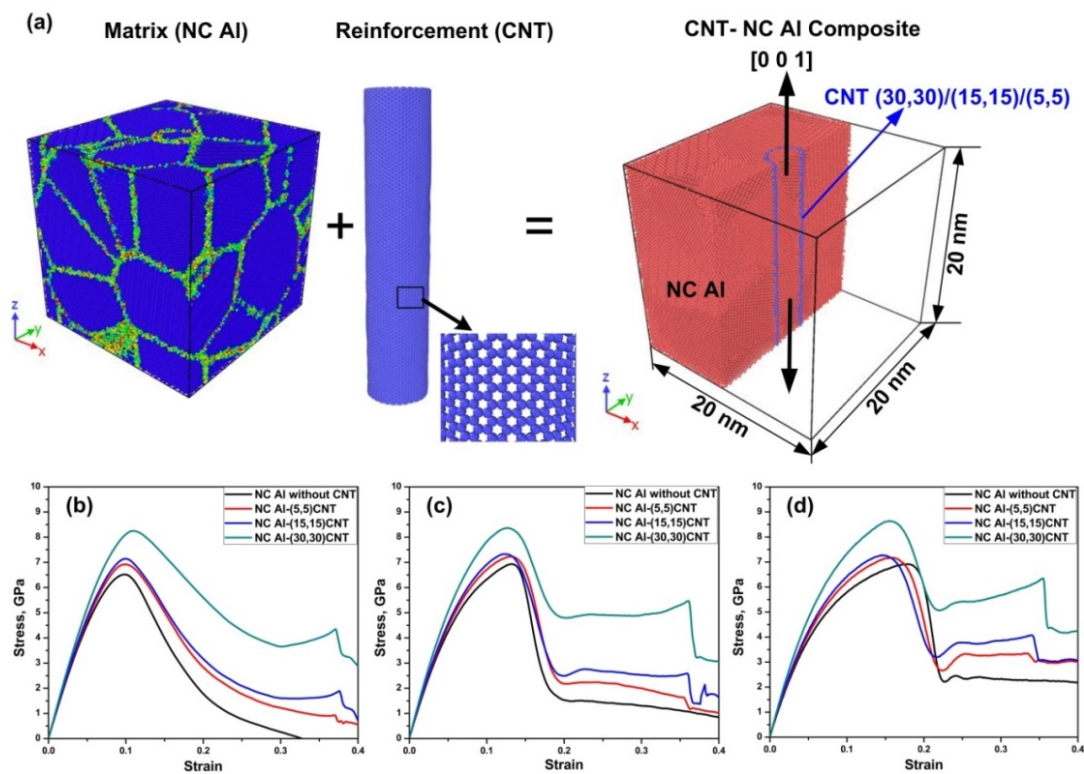 (a)
Matrix (NC Al)
Reinforcement (CNT)
CNT- NC Al Composite
[0 0 1]
CNT (30,30)/(15,15)/(5,5)
+
=
NC Al
20 nm
20 nm
20 nm
z
y
x
z
y
x
(b)
NC Al without CNT
NC Al-(5,5)CNT
NC Al-(15,15)CNT
NC Al-(30,30)CNT
Stress, GPa
10
9
8
7
6
5
4
3
2
1
0
0.0 0.1 0.2 0.3 0.4
Strain
(c)
NC Al without CNT
NC Al-(5,5)CNT
NC Al-(15,15)CNT
NC Al-(30,30)CNT
Stress, GPa
10
9
8
7
6
5
4
3
2
1
0
0.0 0.1 0.2 0.3 0.4
Strain
(d)
NC Al without CNT
NC Al-(5,5)CNT
NC Al-(15,15)CNT
NC Al-(30,30)CNT
Stress, GPa
10
9
8
7
6
5
4
3
2
1
0
0.0 0.1 0.2 0.3 0.4
Strain